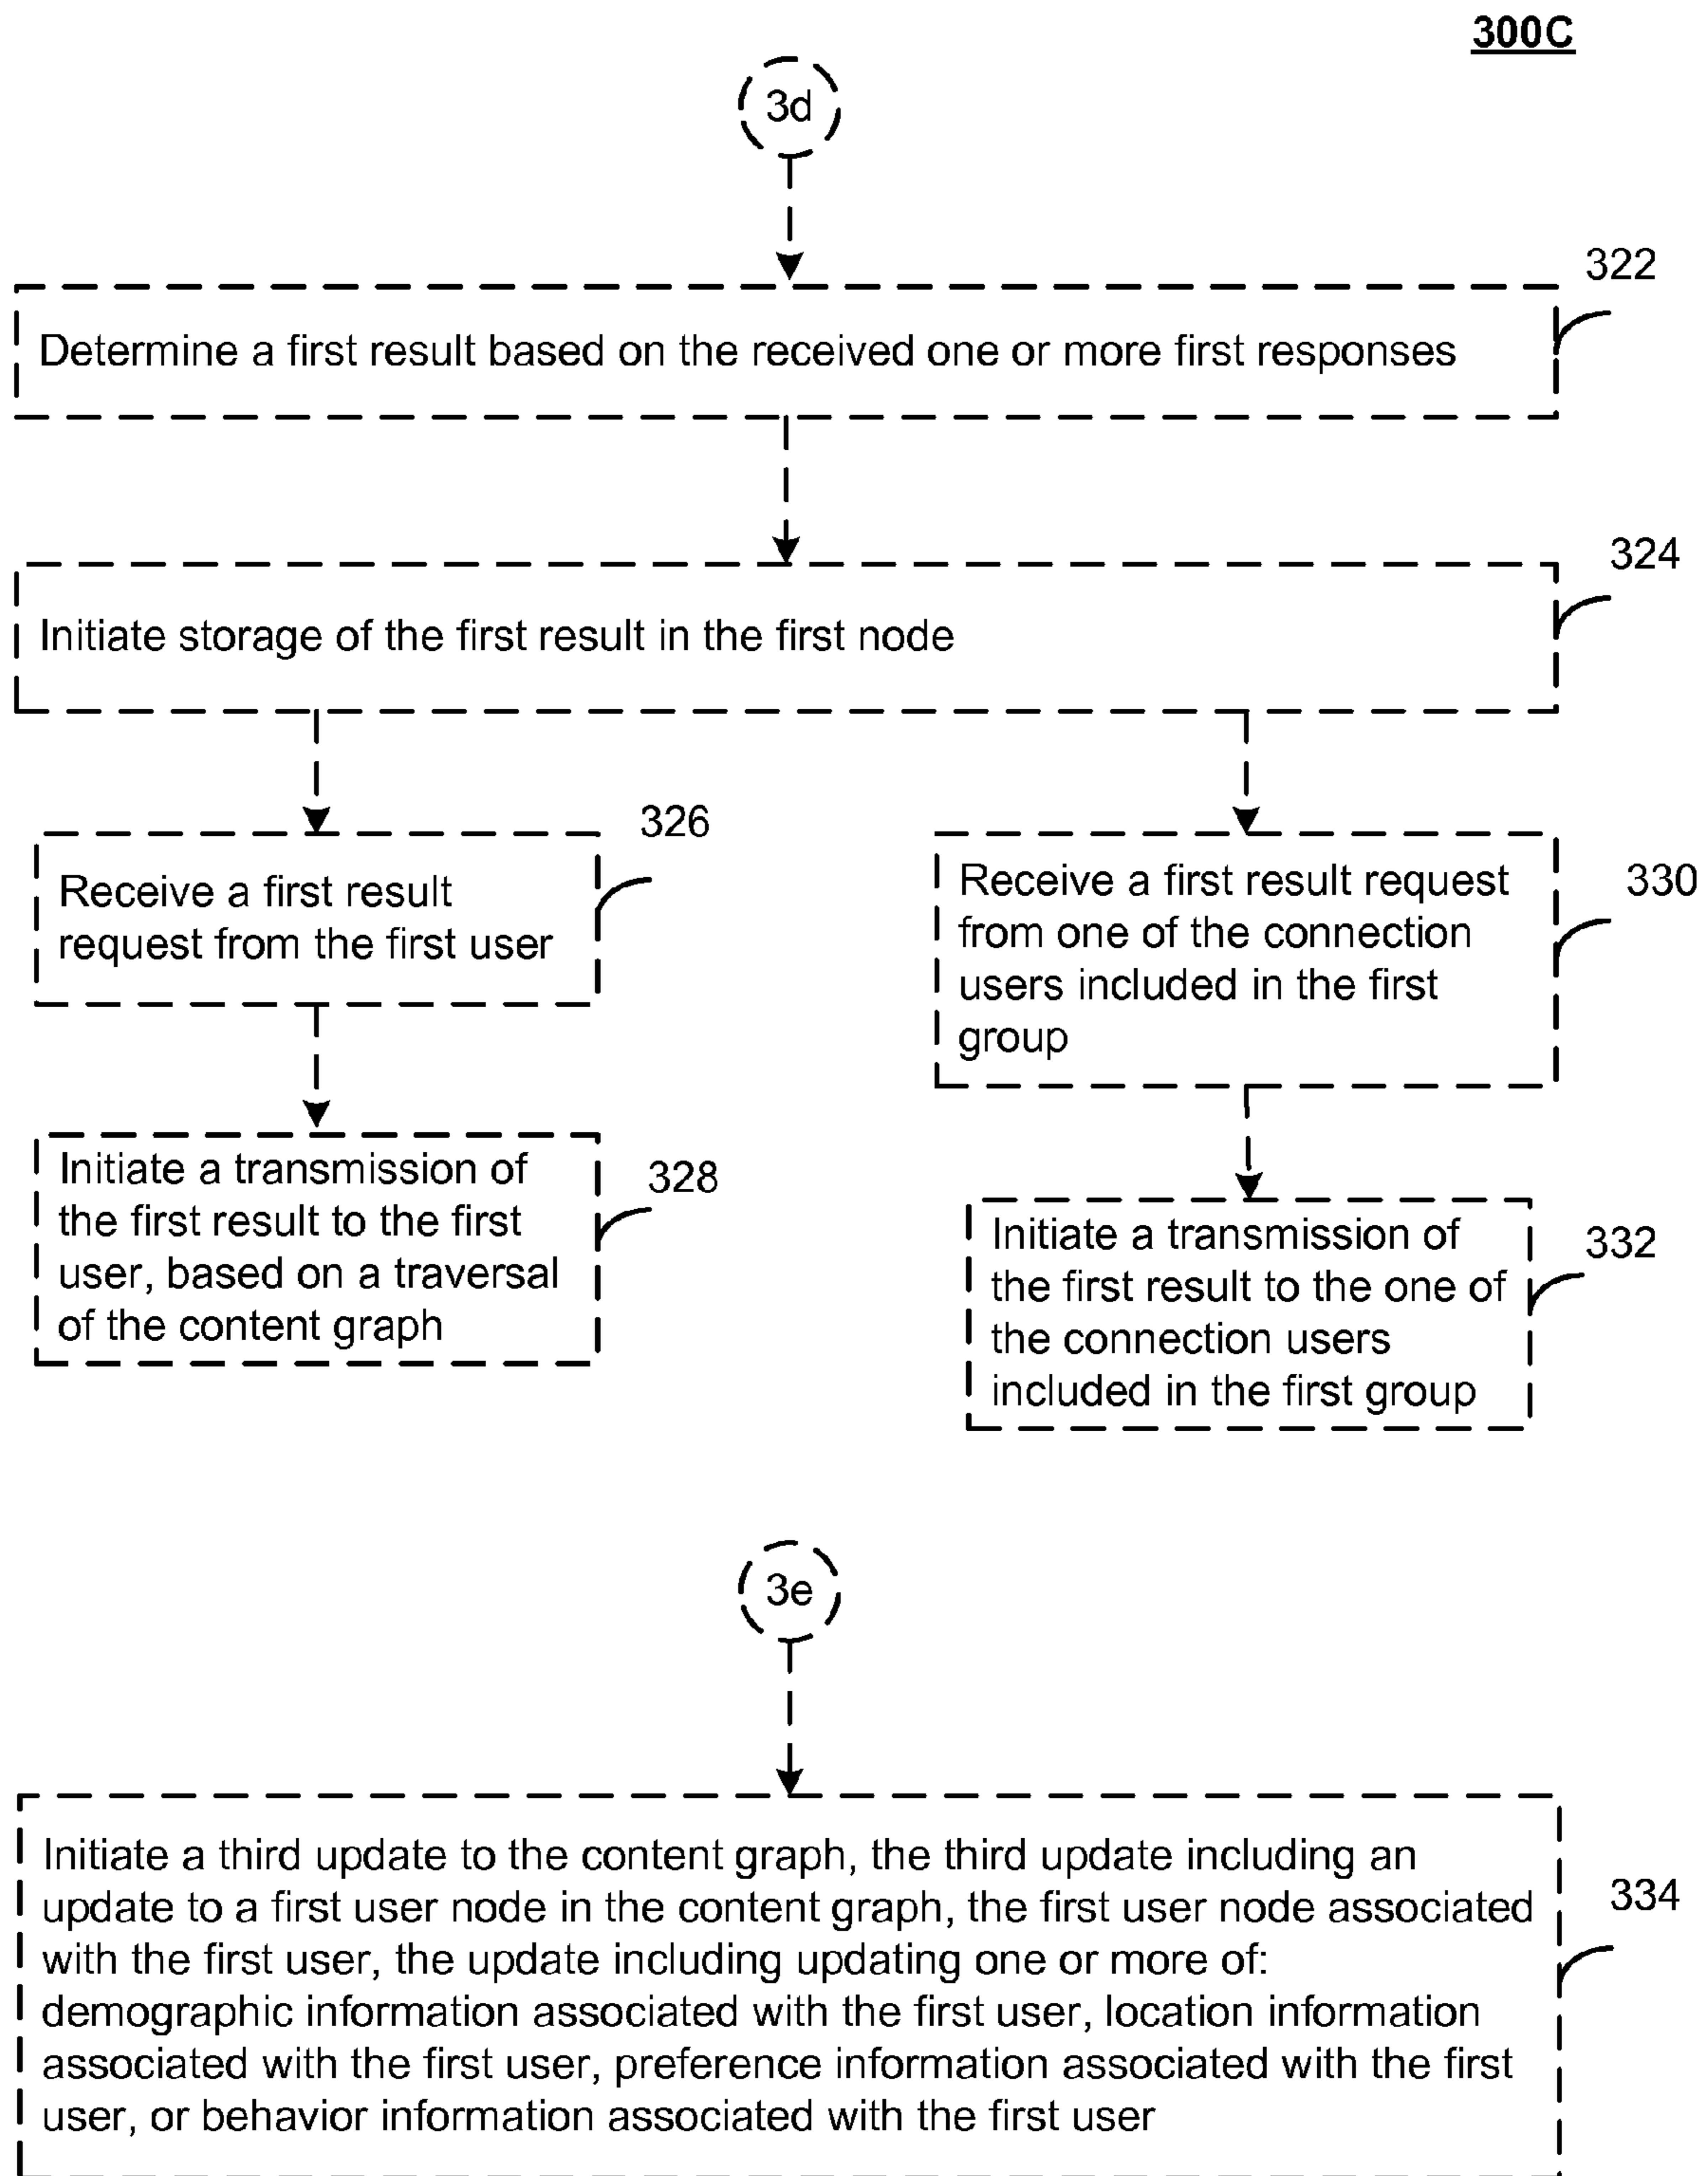 300C
3d
322
Determine a first result based on the received one or more first responses
324
Initiate storage of the first result in the first node
326
Receive a first result
request from the first user
330
Receive a first result request
from one of the connection
users included in the first
group
328
Initiate a transmission of
the first result to the first
user, based on a traversal
of the content graph
332
Initiate a transmission of
the first result to the one of
the connection users
included in the first group
3e
334
Initiate a third update to the content graph, the third update including an
update to a first user node in the content graph, the first user node associated
with the first user, the update including updating one or more of:
demographic information associated with the first user, location information
associated with the first user, preference information associated with the first
user, or behavior information associated with the first user